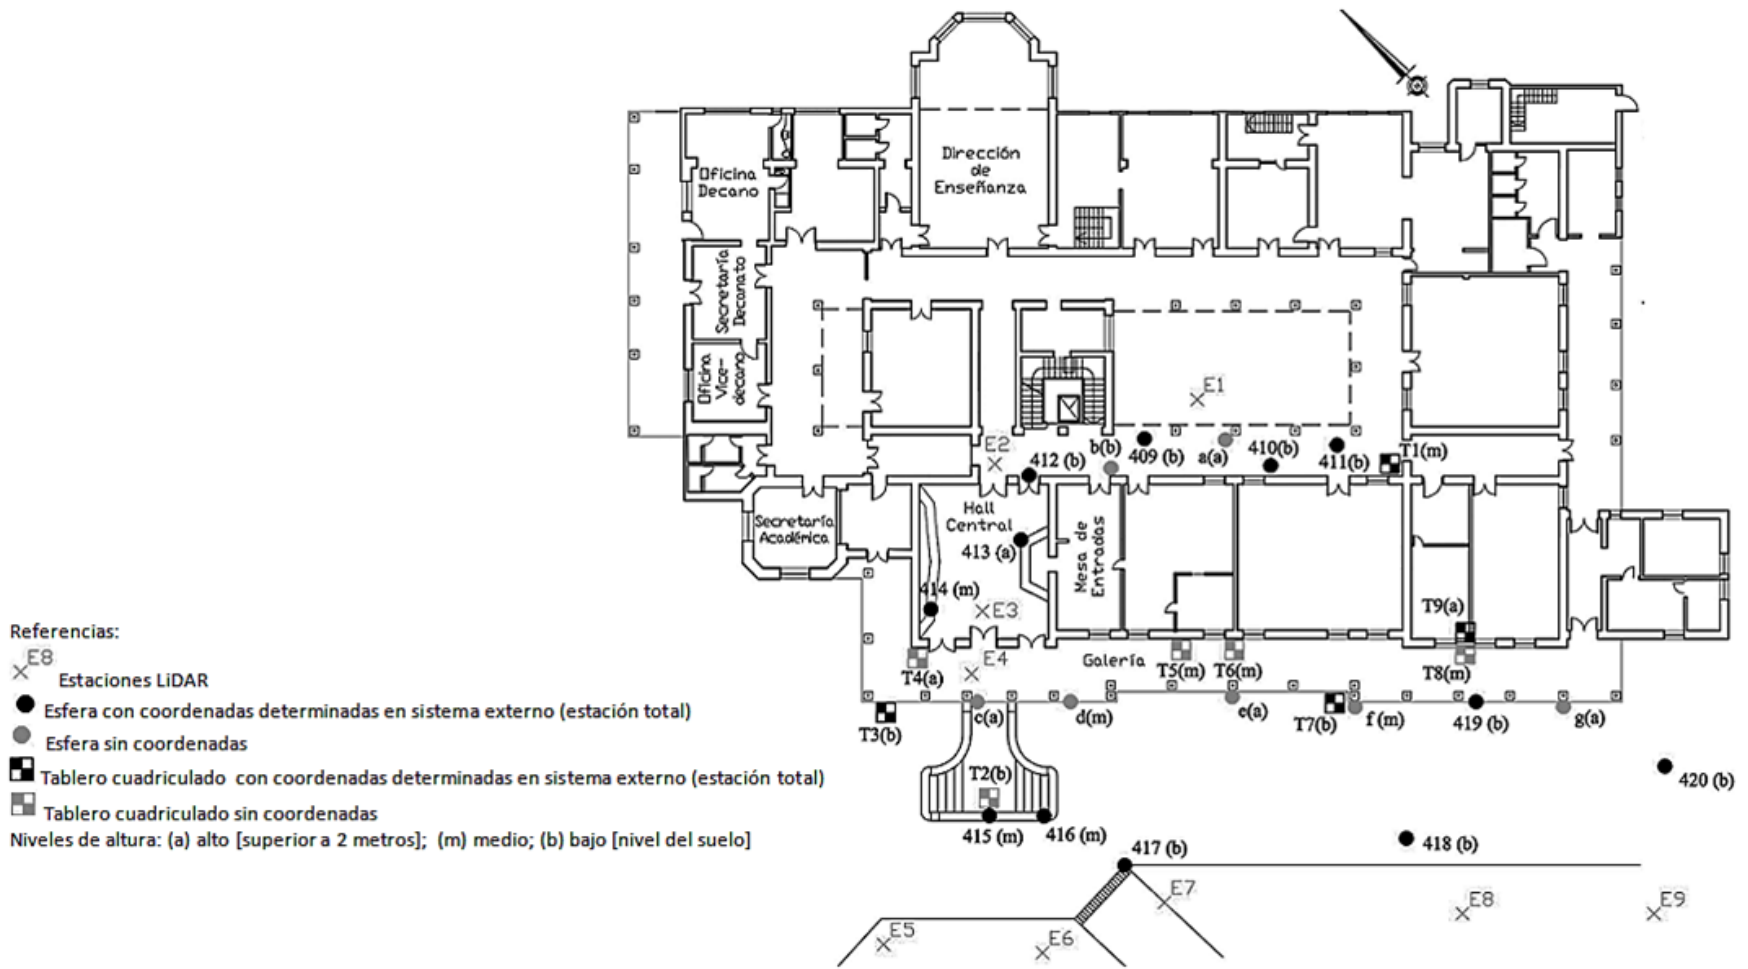 Dirección
de
Enseñanza
Oficina
Decano
Secretaría
Decanato
Oficina
Vice-
decano
E1
E2
412 (b)
b(b)
409 (b)
a(a)
410(b)
411(b)
T1(m)
Hall
Central
413 (a)
Mesa de
Entradas
Secretaría
Académica
414 (m)
E3
T9(a)
E4
T4(a)
Galería
T5(m)
T6(m)
T8(m)
T3(b)
c(a)
d(m)
e(a)
T7(b)
f (m)
419 (b)
g(a)
T2(b)
420 (b)
415 (m)
416 (m)
417 (b)
418 (b)
E5
E6
E7
E8
E9
Referencias:
E8
Estaciones LiDAR
Esfera con coordenadas determinadas en sistema externo (estación total)
Esfera sin coordenadas
Tablero cuadriculado con coordenadas determinadas en sistema externo (estación total)
Tablero cuadriculado sin coordenadas
Niveles de altura: (a) alto [superior a 2 metros]; (m) medio; (b) bajo [nivel del suelo]